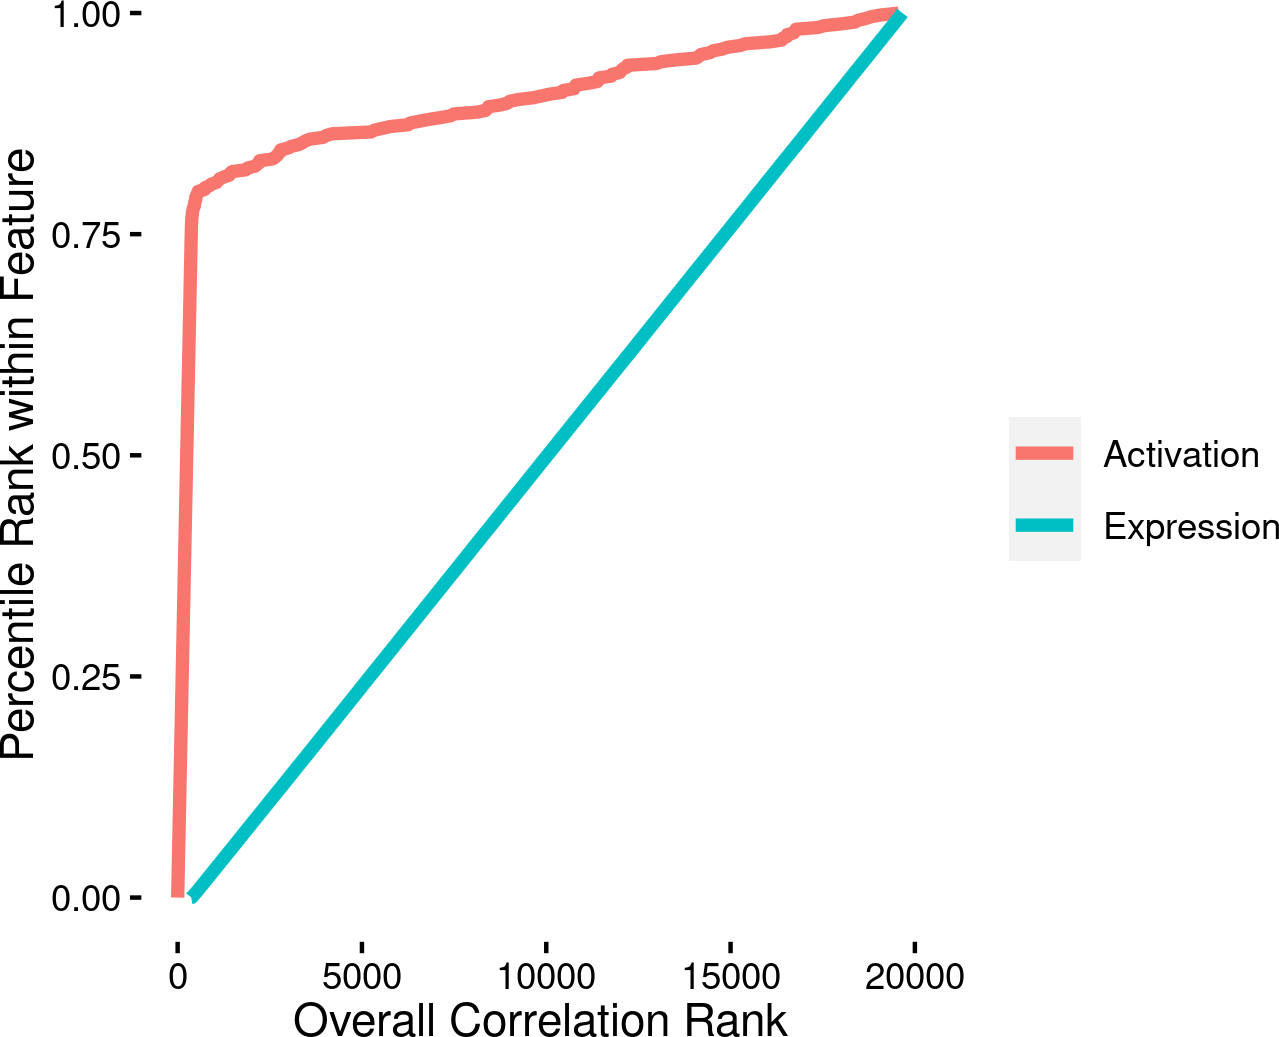 Percentile Rank within Feature
1.00
0.75
0.50
0.25
0.00
0
5000
10000
15000
20000
Overall Correlation Rank
Activation
Expression